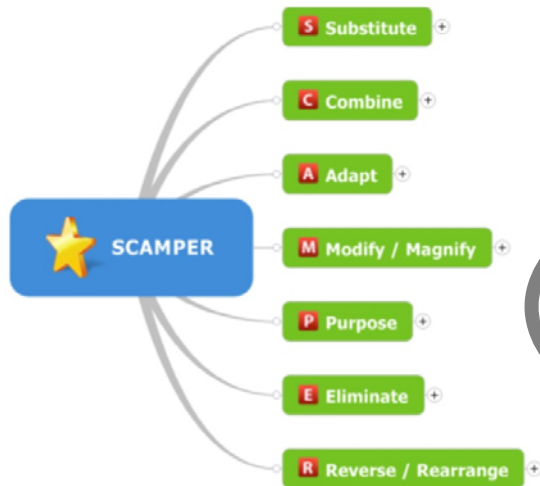 S Substitute
C Combine
A Adapt
SCAMPER
M Modify / Magnify
P Purpose
E Eliminate
R Reverse / Rearrange